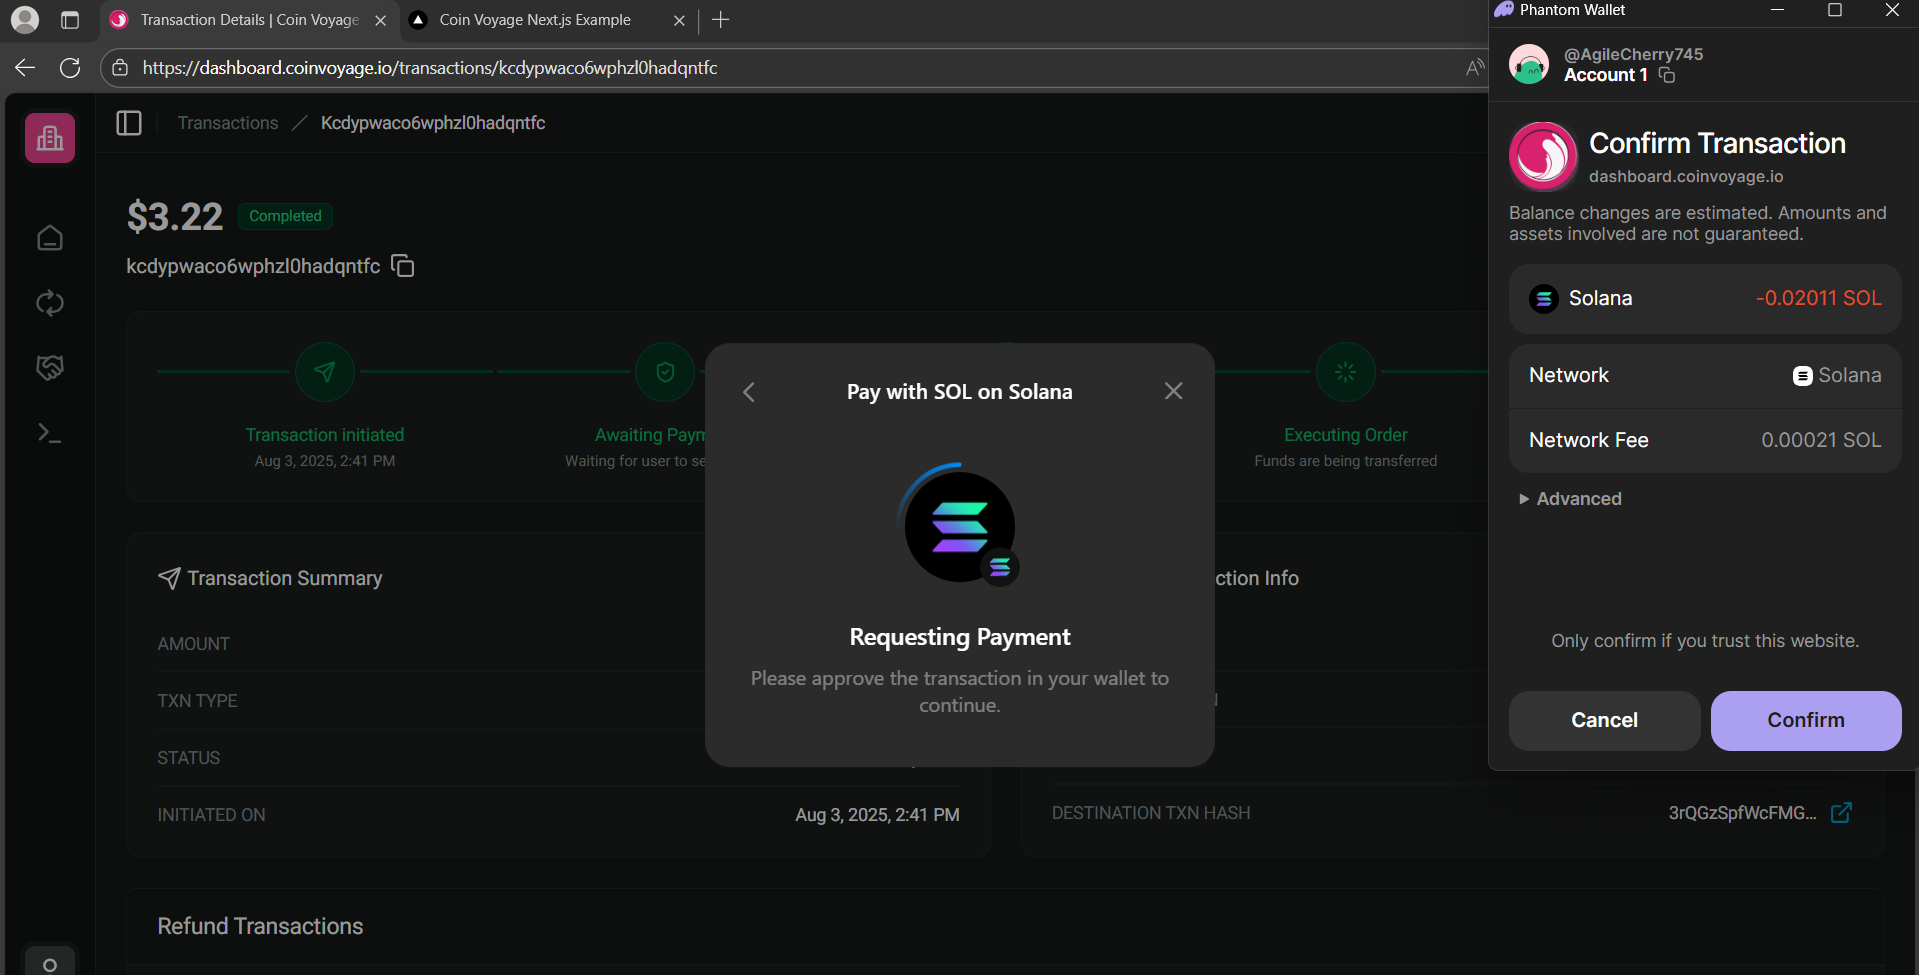 Transaction Details | Coin Voyage
Coin Voyage Next.js Example
https://dashboard.coinvoyage.io/transactions/kcdypwaco6wphzl0hadqntfc
Transactions / Kcdypwaco6wphzl0hadqntfc
$3.22 Completed
kcdypwaco6wphzl0hadqntfc
Transaction initiated
Aug 3, 2025, 2:41 PM
Awaiting
Waiting for user to
Executing Order
Funds are being transferred
Transaction Summary
AMOUNT
TXN TYPE
STATUS
INITIATED ON Aug 3, 2025, 2:41 PM
Info
DESTINATION TXN HASH 3rQGzSpfWcFMG...
Refund Transactions
Pay with SOL on Solana
Requesting Payment
Please approve the transaction in your wallet to
continue.
Phantom Wallet
@AgileCherry745
Account 1
Confirm Transaction
dashboard.coinvoyage.io
Balance changes are estimated. Amounts and
assets involved are not guaranteed.
Solana -0.02011 SOL
Network Solana
Network Fee 0.00021 SOL
Advanced
Only confirm if you trust this website.
Cancel Confirm